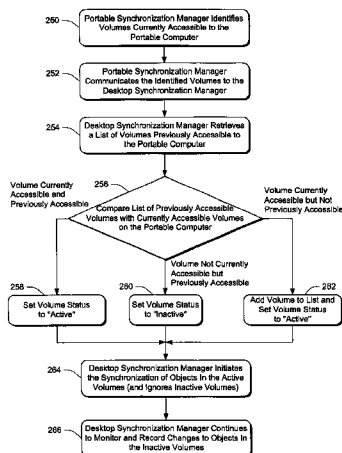 250
Portable Synchronization Manager Identifies
Volumes Currently Accessible to the
Portable Computer
252
Portable Synchronization Manager
Communicates the Identified Volumes to the
Desktop Synchronization Manager
254
Desktop Synchronization Manager Retrieves
a List of Volumes Previously Accessible to
the Portable Computer
Volume Currently
Accessible and
Previously Accessible
256
Volume Currently
Accessible but Not
Previously Accessible
Compare List of Previously Accessible
Volumes with Currently Accessible Volumes
on the Portable Computer
Volume Not Currently
Accessible but
Previously Accessible
258
Set Volume Status
to "Active"
260
Set Volume Status
to "Inactive"
262
Add Volume to List and
Set Volume Status
to "Active"
264
Desktop Synchronization Manager Initiates
the Synchronization of Objects In the Active
Volumes (and Ignores Inactive Volumes)
266
Desktop Synchronization Manager Continues
to Monitor and Record Changes to Objects In
the Inactive Volumes